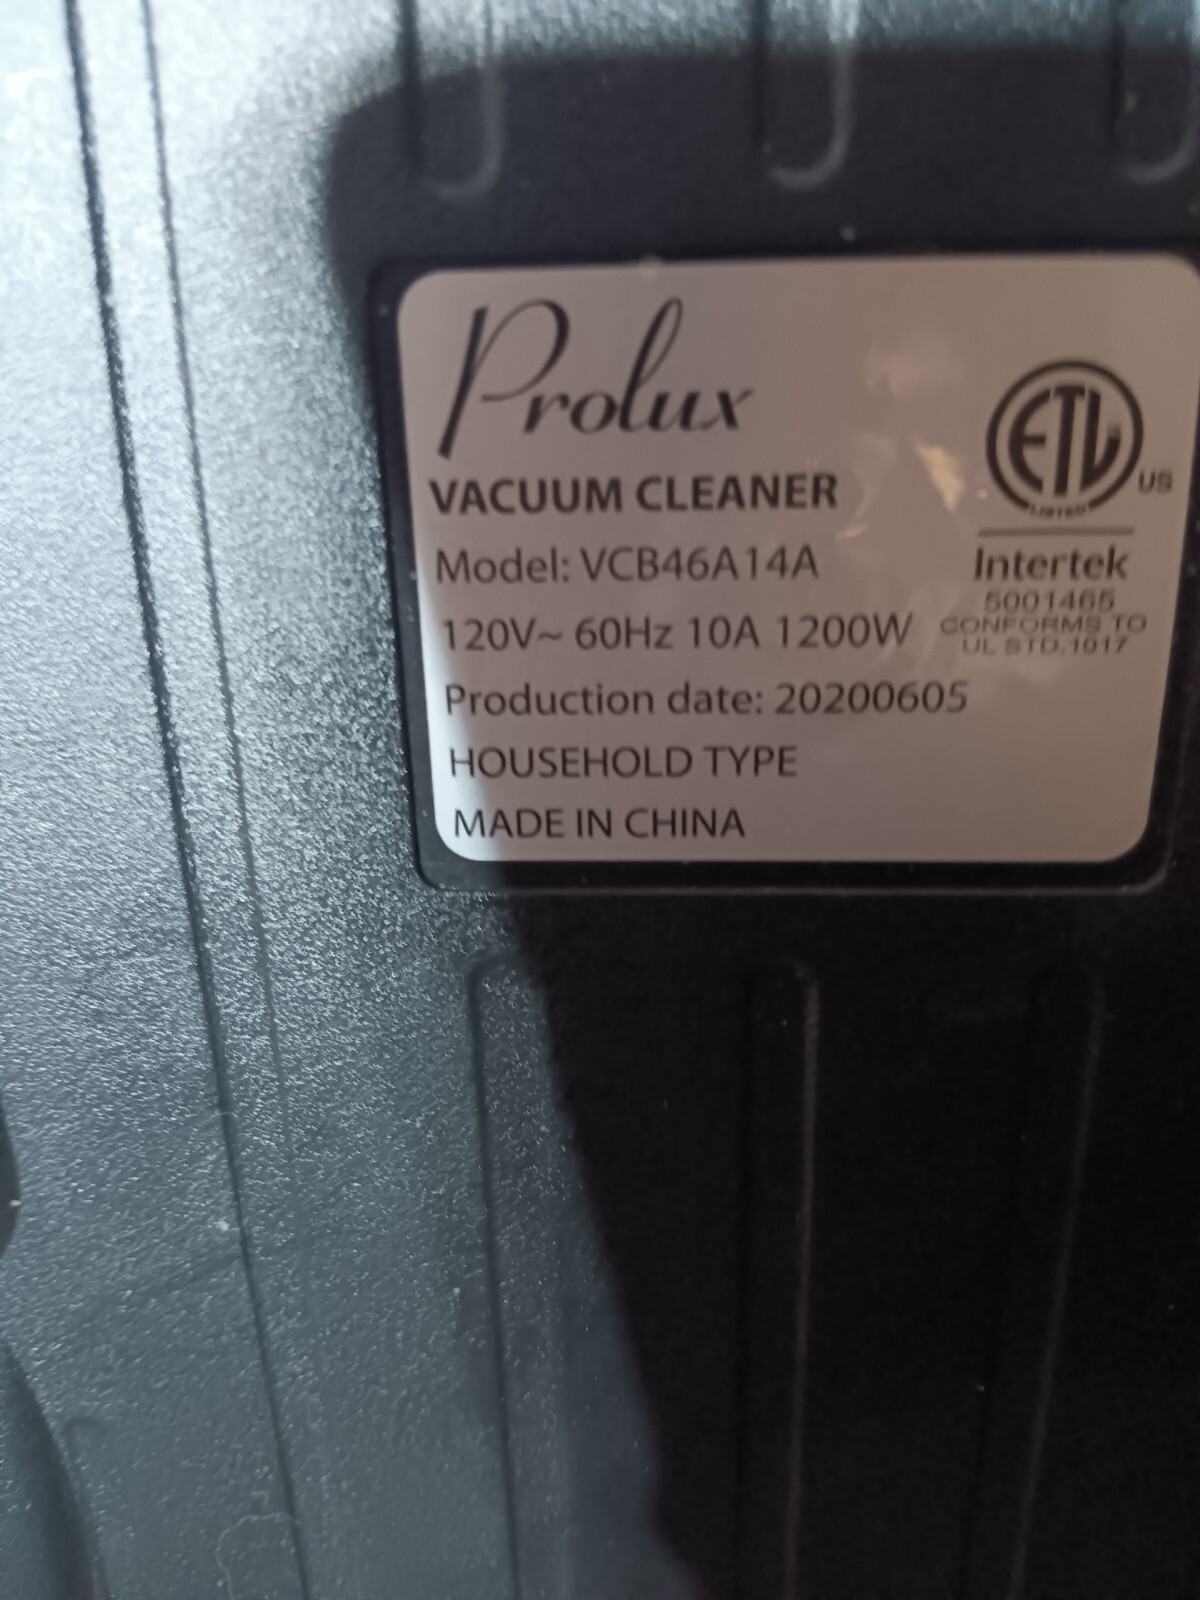 Prolux
VACUUM CLEANER
Model: VCB46A14A
120V~ 60Hz 10A 1200W
Production date: 20200605
HOUSEHOLD TYPE
MADE IN CHINA
ETL
US
LISTED
Intertek
5001465
CONFORMS TO
UL STD.1017